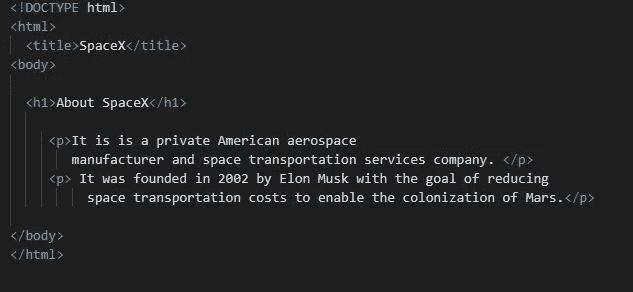 <!DOCTYPE html>
<html>
<title>SpaceX</title>
<body>
<h1>About SpaceX</h1>
<p>It is is a private American aerospace
manufacturer and space transportation services company. </p>
<p> It was founded in 2002 by Elon Musk with the goal of reducing
space transportation costs to enable the colonization of Mars.</p>
</body>
</html>